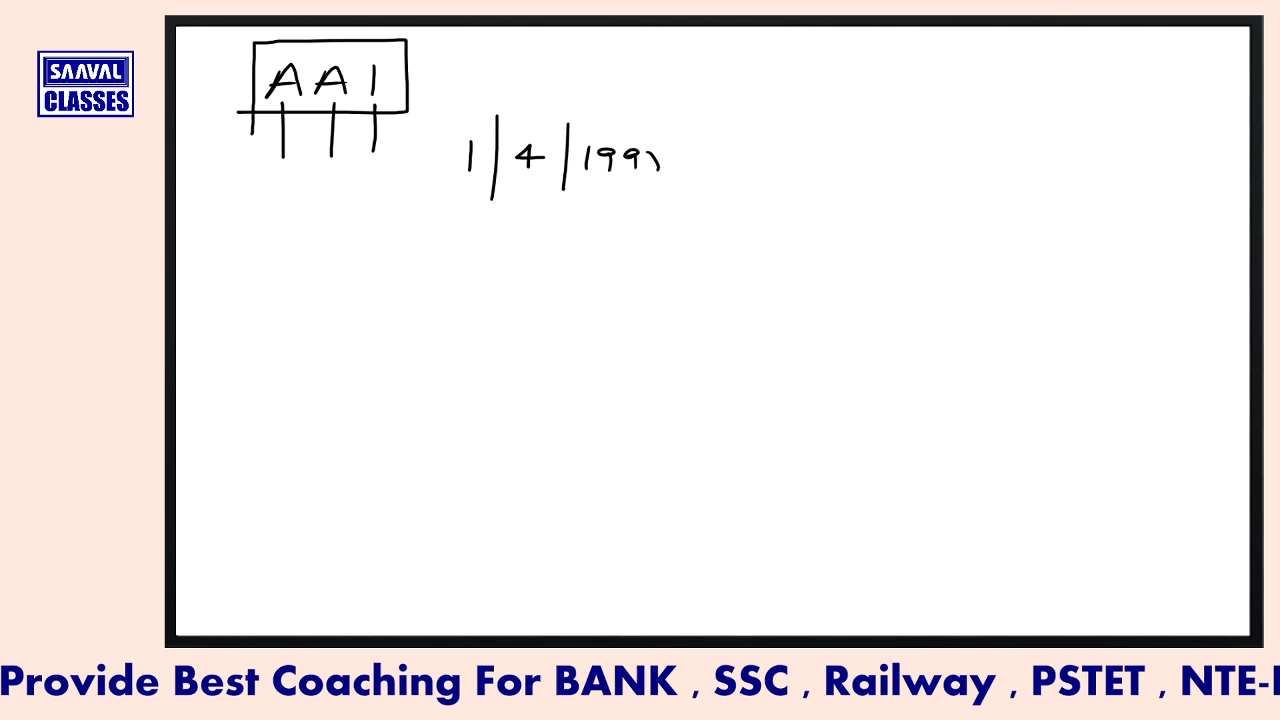 SAAVAL
CLASSES
AAI
1/4/199
Provide Best Coaching For BANK , SSC , Railway , PSTET , NTE-